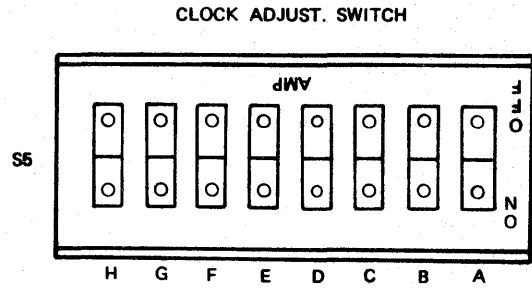 CLOCK ADJUST. SWITCH
AMP
OFF
S5
ON
H G F E D C B A